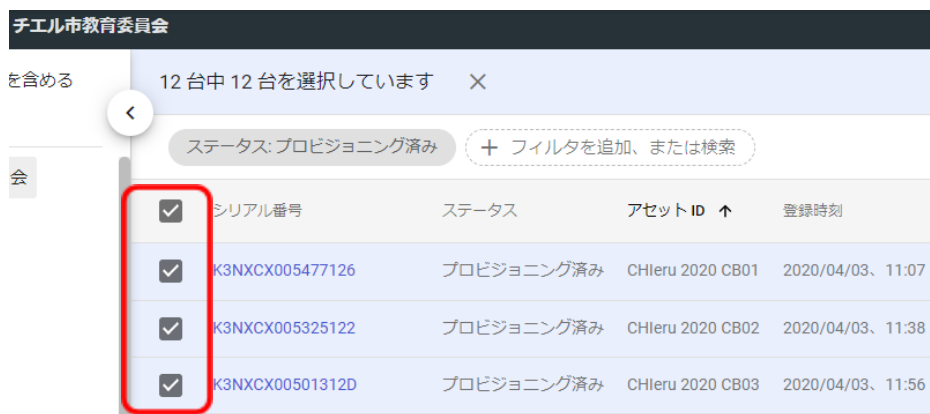 チエル市教育委員会
を含める
12 台中 12 台を選択しています
ステータス: プロビジョニング済み
フィルタを追加、または検索
会
シリアル番号 ステータス アセット ID 登録時刻
K3NXCX005477126 プロビジョニング済み CHIeru 2020 CB01 2020/04/03、11:07
K3NXCX005325122 プロビジョニング済み CHIeru 2020 CB02 2020/04/03、11:38
K3NXCX00501312D プロビジョニング済み CHIeru 2020 CB03 2020/04/03、11:56